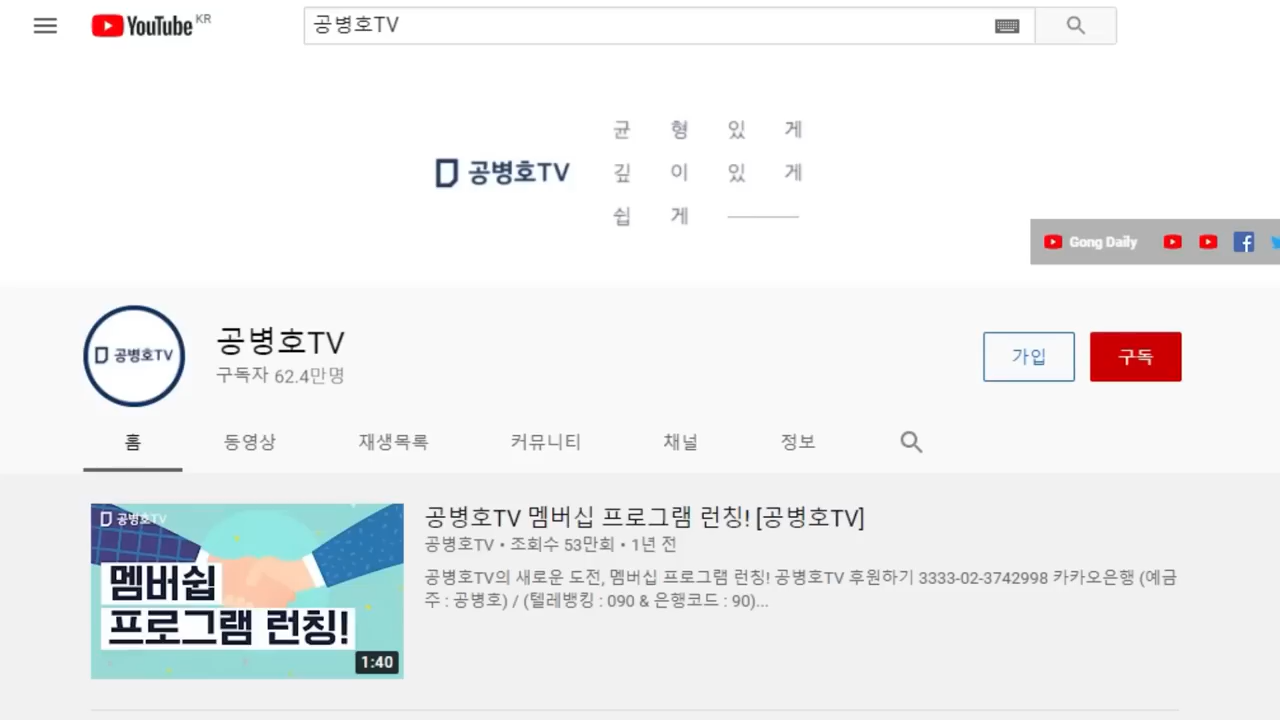 YouTube KR
공병호TV
공병호TV
균 형 있 게
깊 이 있 게
쉽 게
Gong Daily
공병호TV
공병호TV
구독자 62.4만명
가입
구독
홈
동영상
재생목록
커뮤니티
채널
정보
공병호TV
멤버쉽
프로그램 런칭!
1:40
공병호TV 멤버십 프로그램 런칭! [공병호TV]
공병호TV • 조회수 53만회 • 1년 전
공병호TV의 새로운 도전, 멤버십 프로그램 런칭! 공병호TV 후원하기 3333-02-3742998 카카오은행 (예금
주 : 공병호) / (텔레뱅킹 : 090 & 은행코드 : 90)...